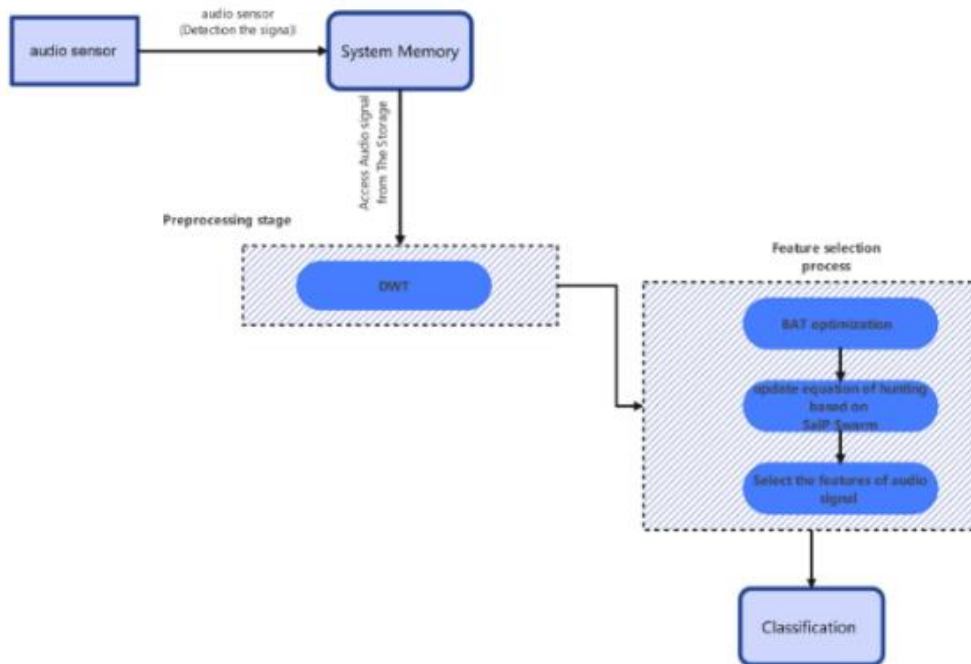 audio sensor
(Detection the signal)
audio sensor
System Memory
Access Audio signal
from The Storage
Preprocessing stage
DWT
Feature selection
process
BAT optimization
update equation of hunting
based on
SalP Swarm
Select the features of audio
signal
Classification